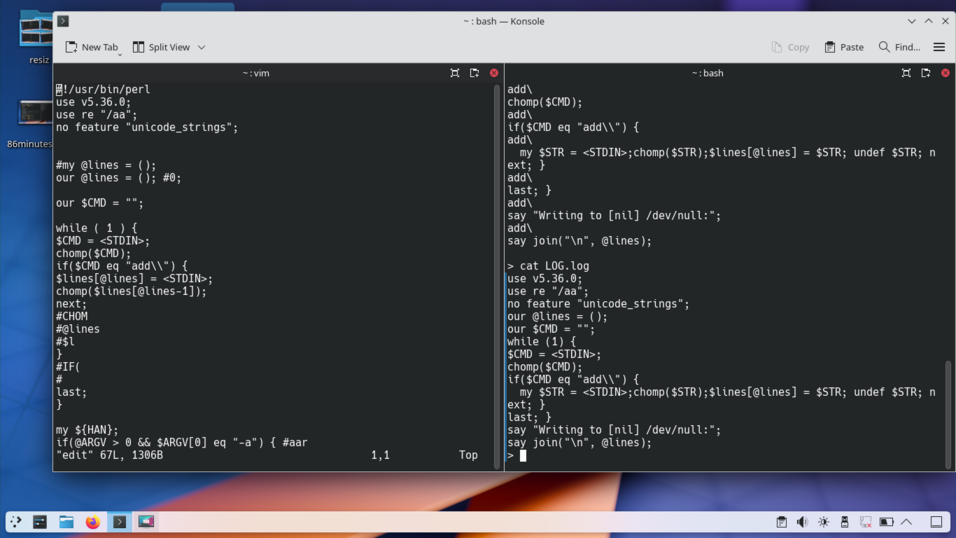 ~ : bash — Konsole
New Tab
Split View
Copy
Paste
Find...
resiz
86minutes
~ : vim
#!/usr/bin/perl
use v5.36.0;
use re "/aa";
no feature "unicode_strings";
#my @lines = ();
our @lines = (); #0;
our $CMD = "";
while ( 1 ) {
$CMD = <STDIN>;
chomp($CMD);
if($CMD eq "add\\") {
$lines[@lines] = <STDIN>;
chomp($lines[@lines-1]);
next;
#CHOM
#@lines
#$l
}
#IF(
#
last;
}
my ${HAN};
if(@ARGV > 0 && $ARGV[0] eq "-a") { #aar
"edit" 67L, 1306B 1,1 Top
~ : bash
add\
chomp($CMD);
add\
if($CMD eq "add\\") {
add\
  my $STR = <STDIN>;chomp($STR);$lines[@lines] = $STR; undef $STR; n
ext; }
add\
last; }
add\
say "Writing to [nil] /dev/null:";
add\
say join("\n", @lines);
> cat LOG.log
use v5.36.0;
use re "/aa";
no feature "unicode_strings";
our @lines = ();
our $CMD = "";
while (1) {
$CMD = <STDIN>;
chomp($CMD);
if($CMD eq "add\\") {
  my $STR = <STDIN>;chomp($STR);$lines[@lines] = $STR; undef $STR; n
ext; }
last; }
say "Writing to [nil] /dev/null:";
say join("\n", @lines);
>